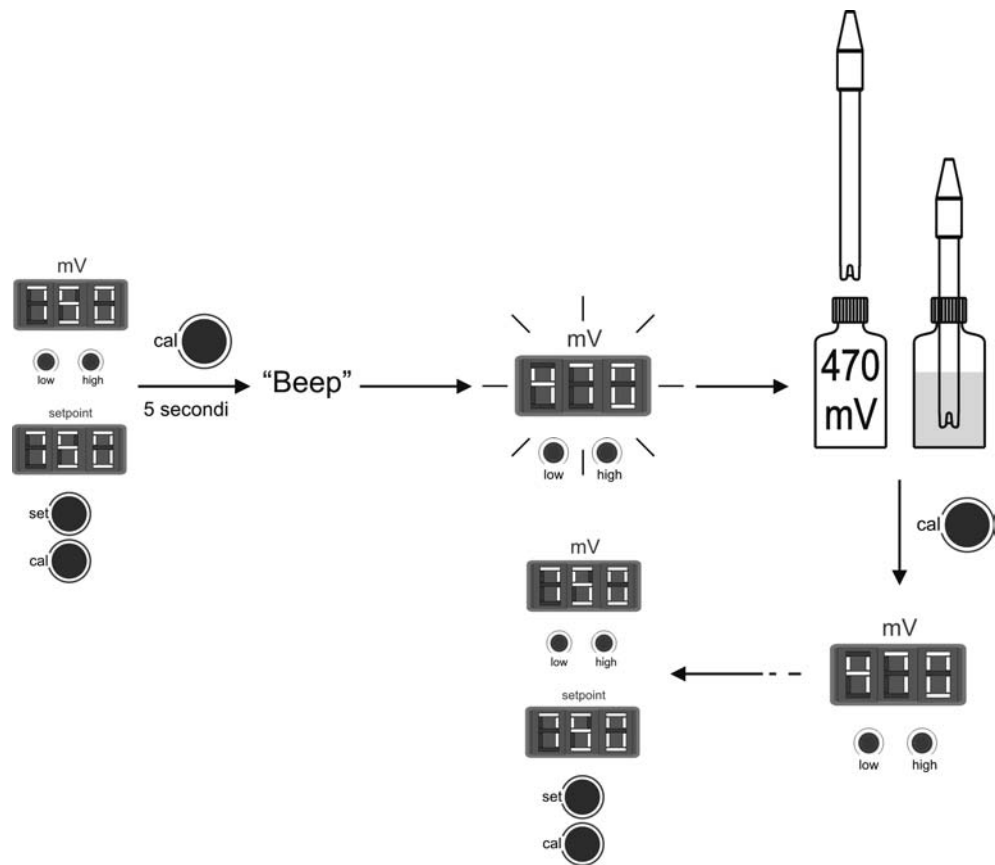 mV
low
high
setpoint
set
cal
cal
5 secondi
“Beep”
mV
470
low
high
470
mV
cal
mV
low
high
mV
low
high
setpoint
set
cal